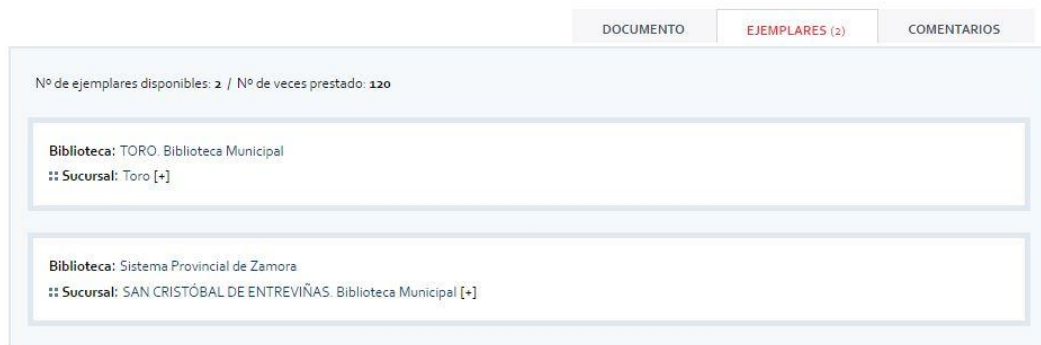 DOCUMENTO EJEMPLARES (2) COMENTARIOS
Nº de ejemplares disponibles: 2 / Nº de veces prestado: 120
Biblioteca: TORO. Biblioteca Municipal
:: Sucursal: Toro [+]
Biblioteca: Sistema Provincial de Zamora
:: Sucursal: SAN CRISTÓBAL DE ENTREVIÑAS. Biblioteca Municipal [+]